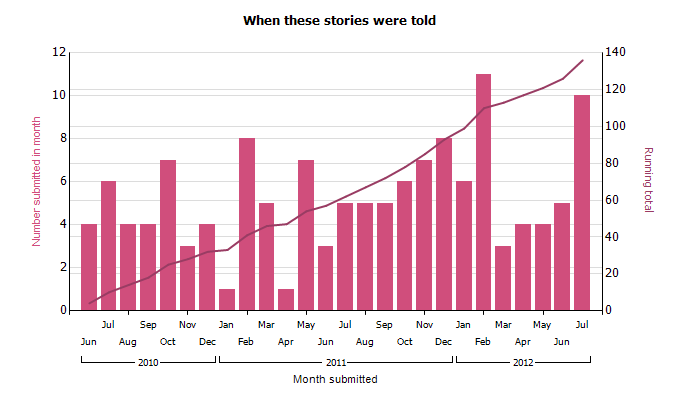 When these stories were told
12
10
8
6
4
2
0
Number submitted in month
140
120
100
80
60
40
20
0
Running total
Jul Sep Nov Jan Mar May Jul Sep Nov Jan Mar May Jul
Jun Aug Oct Dec Feb Apr Jun Aug Oct Dec Feb Apr Jun
2010 2011 2012
Month submitted